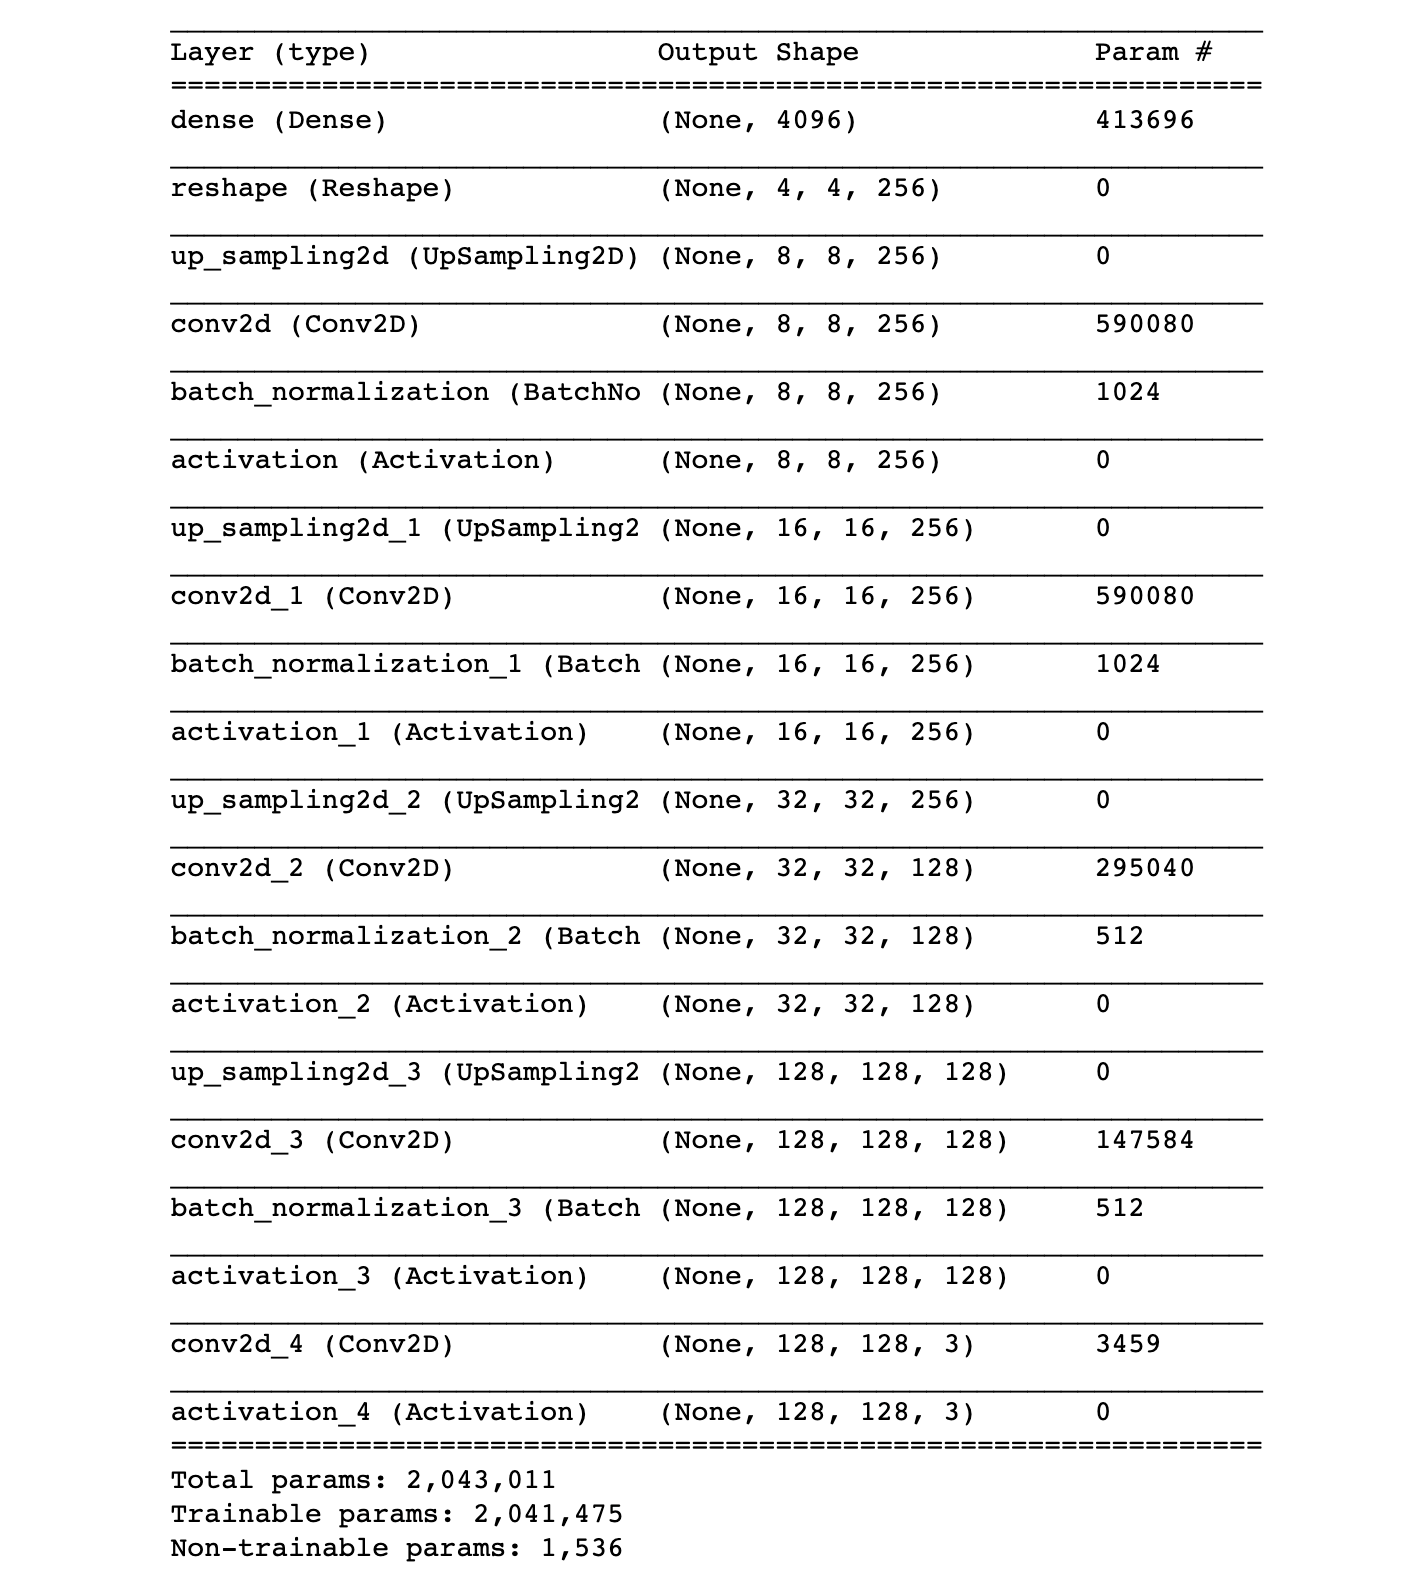 Layer (type) Output Shape Param #
dense (Dense) (None, 4096) 413696
reshape (Reshape) (None, 4, 4, 256) 0
up_sampling2d (UpSampling2D) (None, 8, 8, 256) 0
conv2d (Conv2D) (None, 8, 8, 256) 590080
batch_normalization (BatchNo (None, 8, 8, 256) 1024
activation (Activation) (None, 8, 8, 256) 0
up_sampling2d_1 (UpSampling2 (None, 16, 16, 256) 0
conv2d_1 (Conv2D) (None, 16, 16, 256) 590080
batch_normalization_1 (Batch (None, 16, 16, 256) 1024
activation_1 (Activation) (None, 16, 16, 256) 0
up_sampling2d_2 (UpSampling2 (None, 32, 32, 256) 0
conv2d_2 (Conv2D) (None, 32, 32, 128) 295040
batch_normalization_2 (Batch (None, 32, 32, 128) 512
activation_2 (Activation) (None, 32, 32, 128) 0
up_sampling2d_3 (UpSampling2 (None, 128, 128, 128) 0
conv2d_3 (Conv2D) (None, 128, 128, 128) 147584
batch_normalization_3 (Batch (None, 128, 128, 128) 512
activation_3 (Activation) (None, 128, 128, 128) 0
conv2d_4 (Conv2D) (None, 128, 128, 3) 3459
activation_4 (Activation) (None, 128, 128, 3) 0
Total params: 2,043,011
Trainable params: 2,041,475
Non-trainable params: 1,536